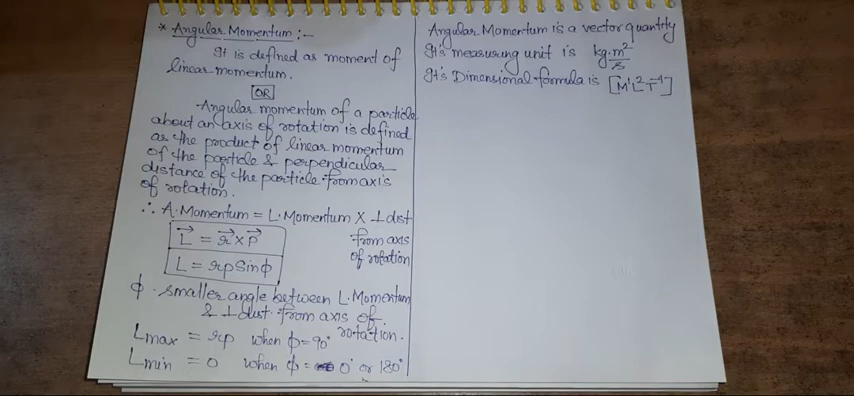 * Angular Momentum :-
It is defined as moment of
linear momentum.
OR
Angular momentum of a particle
about an axis of rotation is defined
as the product of linear momentum
of the particle & perpendicular
distance of the particle from axis
of rotation.
∴ A. Momentum = L. Momentum X ⊥ dist
from axis
of rotation
L⃗ = r⃗ x P⃗
L = rp Sin ϕ
ϕ . smaller angle between L. Momentum
& ⊥ dist. from axis of
rotation.
Lmax = rp when ϕ = 90°
Lmin = 0 when ϕ = 0° or 180°
Angular Momentum is a vector quantity
It's measuring unit is kg.m²/s
It's Dimensional formula is [M¹L²T⁻¹]